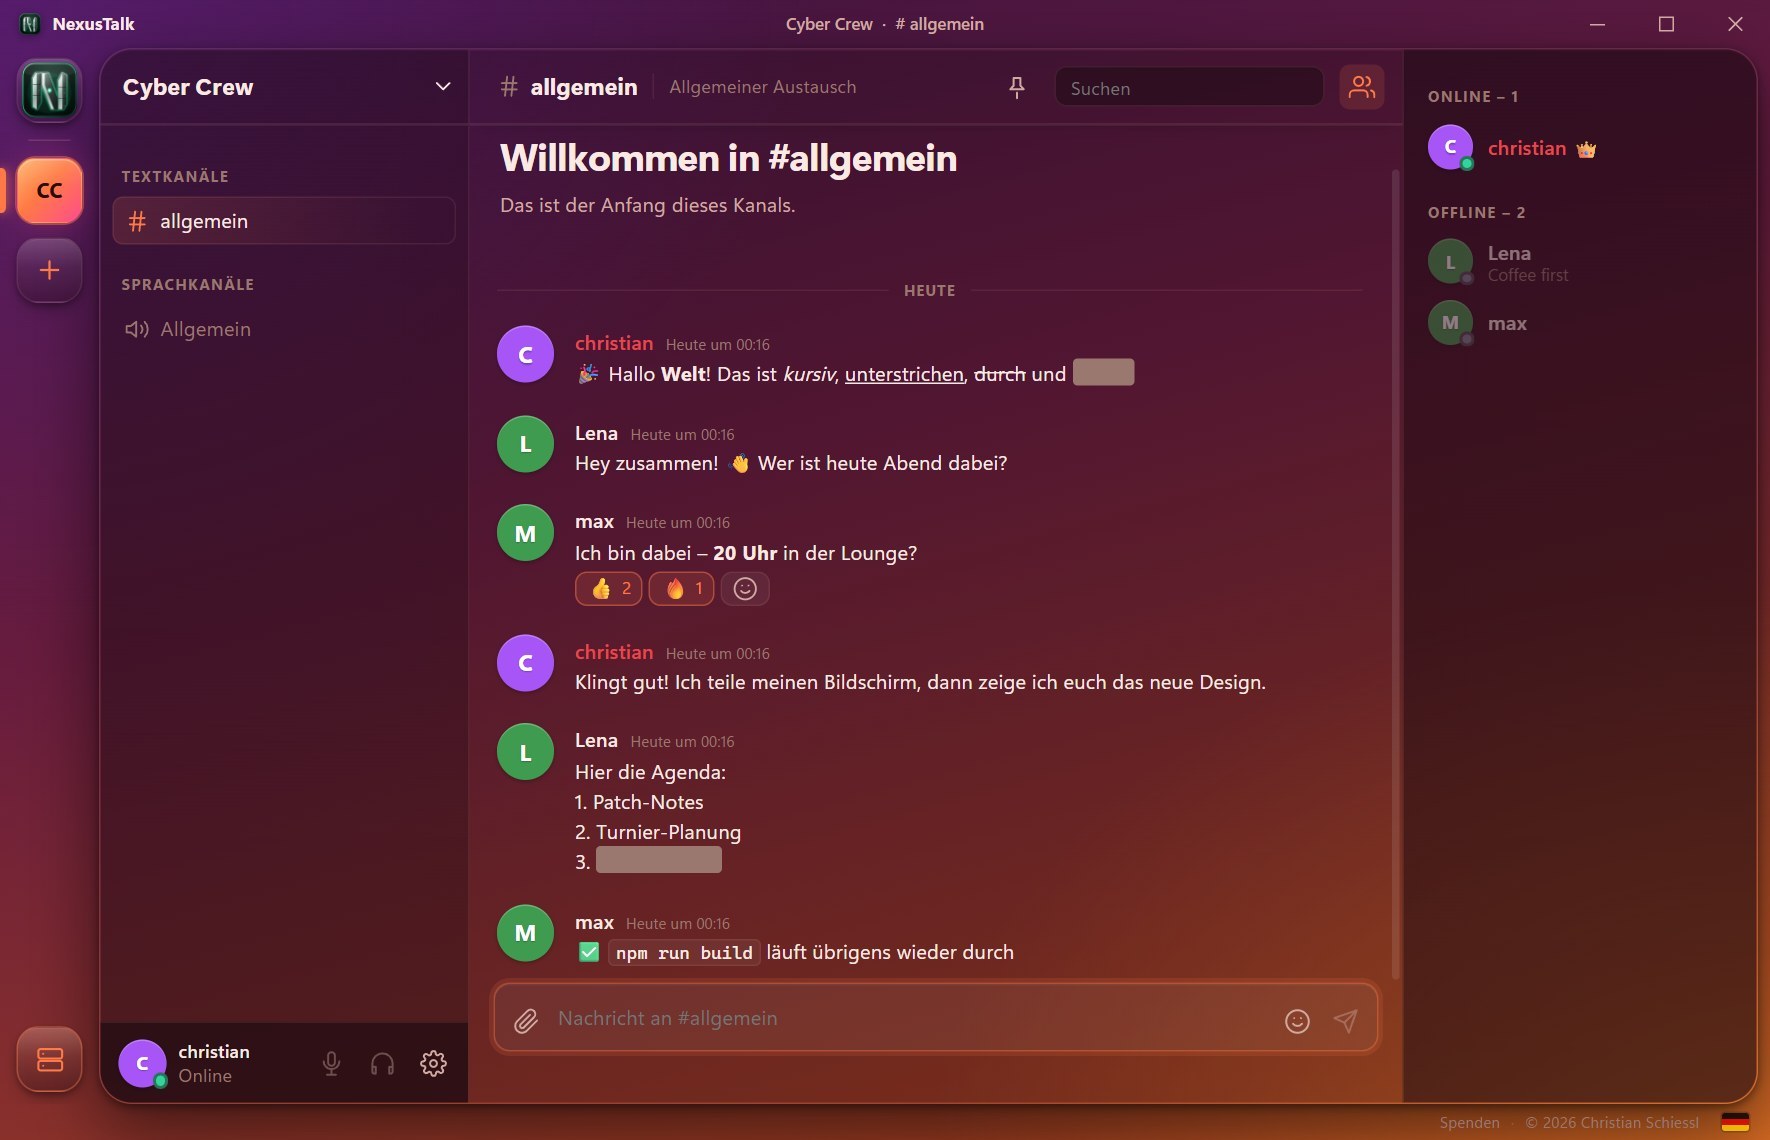 NexusTalk
Cyber Crew · # allgemein
Cyber Crew
# allgemein
Allgemeiner Austausch
Suchen
CC
TEXTKANÄLE
# allgemein
SPRACHKANÄLE
Allgemein
Willkommen in #allgemein
Das ist der Anfang dieses Kanals.
HEUTE
C
christian Heute um 00:16
🎉 Hallo Welt! Das ist kursiv, unterstrichen, durch und
L
Lena Heute um 00:16
Hey zusammen! 👋 Wer ist heute Abend dabei?
M
max Heute um 00:16
Ich bin dabei – 20 Uhr in der Lounge?
👍 2 🔥 1
C
christian Heute um 00:16
Klingt gut! Ich teile meinen Bildschirm, dann zeige ich euch das neue Design.
L
Lena Heute um 00:16
Hier die Agenda:
1. Patch-Notes
2. Turnier-Planung
3.
M
max Heute um 00:16
✅ npm run build läuft übrigens wieder durch
Nachricht an #allgemein
C
christian
Online
ONLINE – 1
C
christian 👑
OFFLINE – 2
L
Lena
Coffee first
M
max
Spenden · © 2026 Christian Schiessl